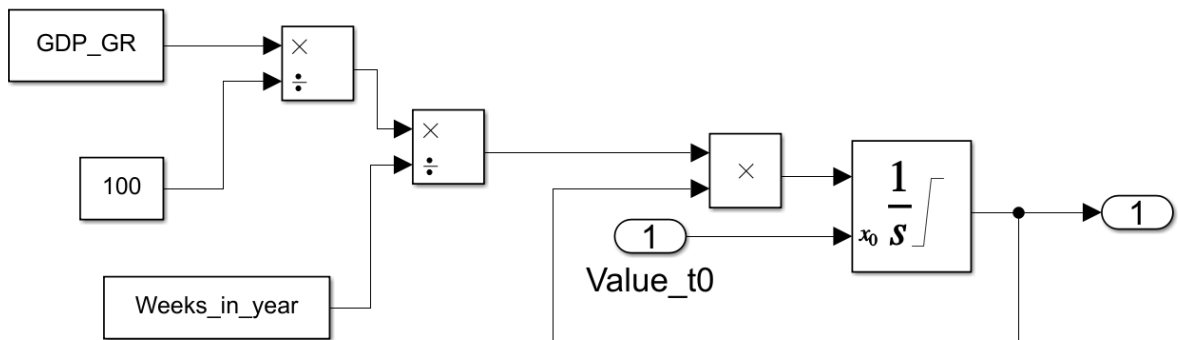 GDP_GR
×
÷
×
÷
100
×
1
s
x₀
1
1
Value_t0
Weeks_in_year